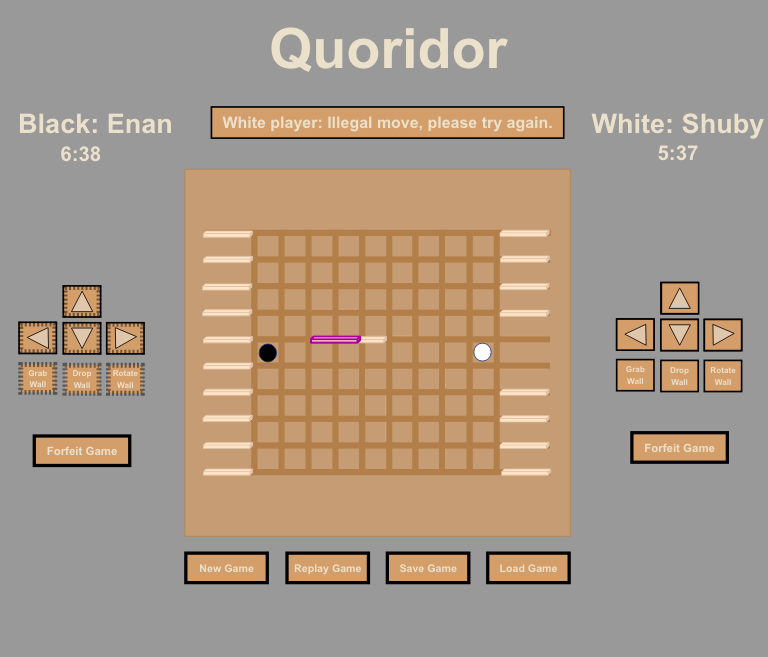 Quoridor
Black: Enan
6:38
White player: Illegal move, please try again.
White: Shuby
5:37
Grab
Wall
Drop
Wall
Rotate
Wall
Forfeit Game
Grab
Wall
Drop
Wall
Rotate
Wall
Forfeit Game
New Game
Replay Game
Save Game
Load Game